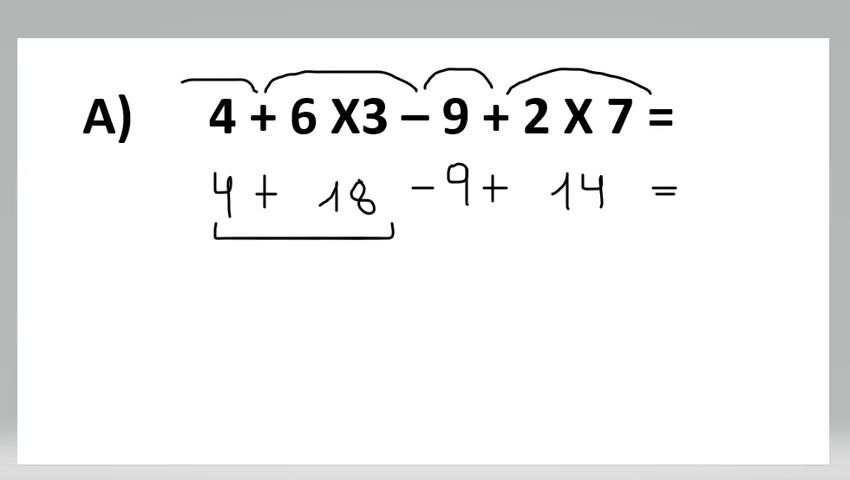 A) 4 + 6 X3 – 9 + 2 X 7 =
4 + 18 - 9 + 14 =